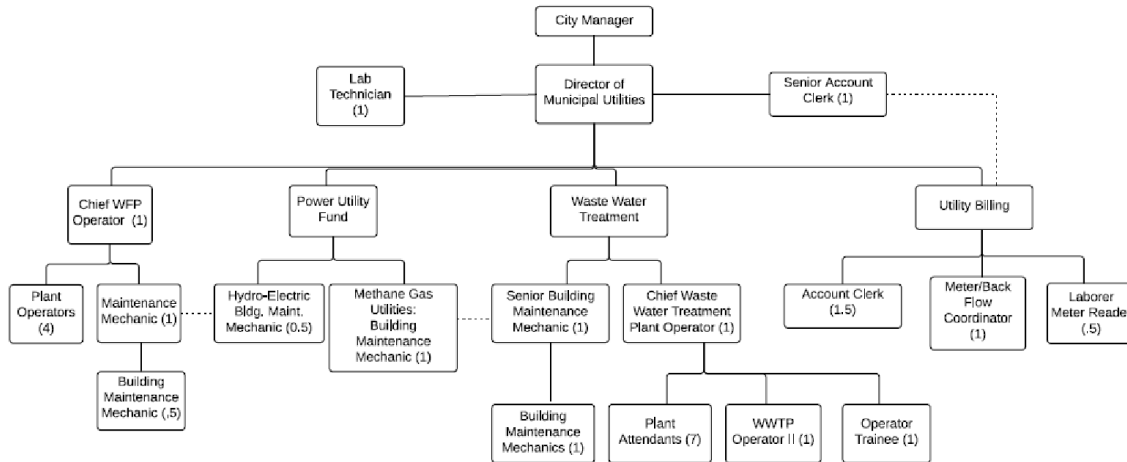 City Manager
Lab
Technician
(1)
Director of
Municipal Utilities
Senior Account
Clerk (1)
Chief WFP
Operator (1)
Power Utility
Fund
Waste Water
Treatment
Utility Billing
Plant
Operators
(4)
Maintenance
Mechanic (1)
Hydro-Electric
Bldg. Maint.
Mechanic (0.5)
Methane Gas
Utilities:
Building
Maintenance
Mechanic (1)
Senior Building
Maintenance
Mechanic (1)
Chief Waste
Water Treatment
Plant Operator
(1)
Account Clerk
(1.5)
Meter/Back
Flow
Coordinator
(1)
Laborer
Meter Reade
(.5)
Building
Maintenance
Mechanic (,5)
Building
Maintenance
Mechanics (1)
Plant
Attendants (7)
WWTP
Operator II (1)
Operator
Trainee (1)